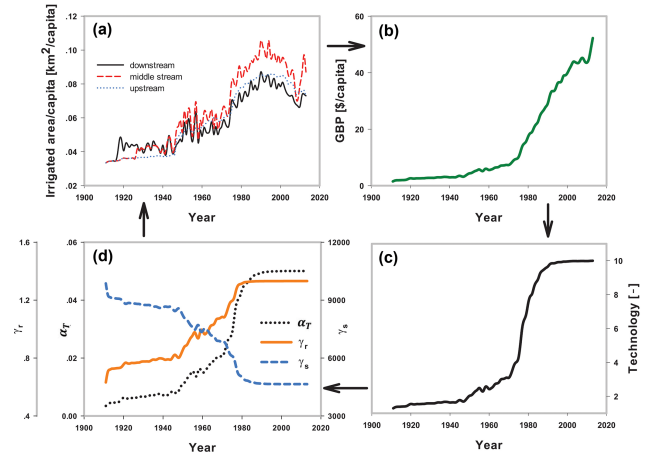 (a)
Irrigated area/capita [km²/capita]
.12
.10
.08
.06
.04
.02
downstream
middle stream
upstream
1900 1920 1940 1960 1980 2000 2020
Year
(b)
GBP [$/capita]
60
40
20
0
1900 1920 1940 1960 1980 2000 2020
Year
(d)
γr
1.6
1.2
.8
.4
αT
.06
.04
.02
0.00
γs
12000
9000
6000
3000
αT
γr
γs
1900 1920 1940 1960 1980 2000 2020
Year
(c)
Technology [-]
10
8
6
4
2
1900 1920 1940 1960 1980 2000 2020
Year